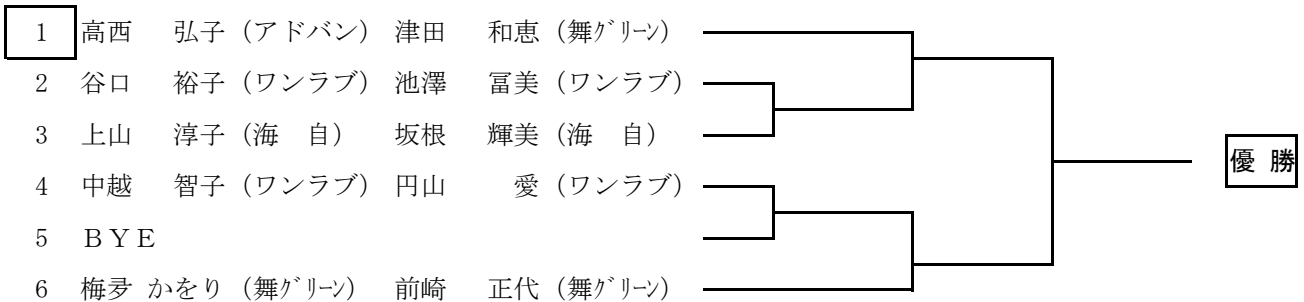 1 高西 弘子 (アドバン) 津田 和恵 (舞ｸﾞﾘｰﾝ)
2 谷口 裕子 (ワンラブ) 池澤 冨美 (ワンラブ)
3 上山 淳子 (海 自) 坂根 輝美 (海 自)
優 勝
4 中越 智子 (ワンラブ) 円山 愛 (ワンラブ)
5 ＢＹＥ
6 梅 かをり (舞ｸﾞﾘｰﾝ) 前崎 正代 (舞ｸﾞﾘｰﾝ)